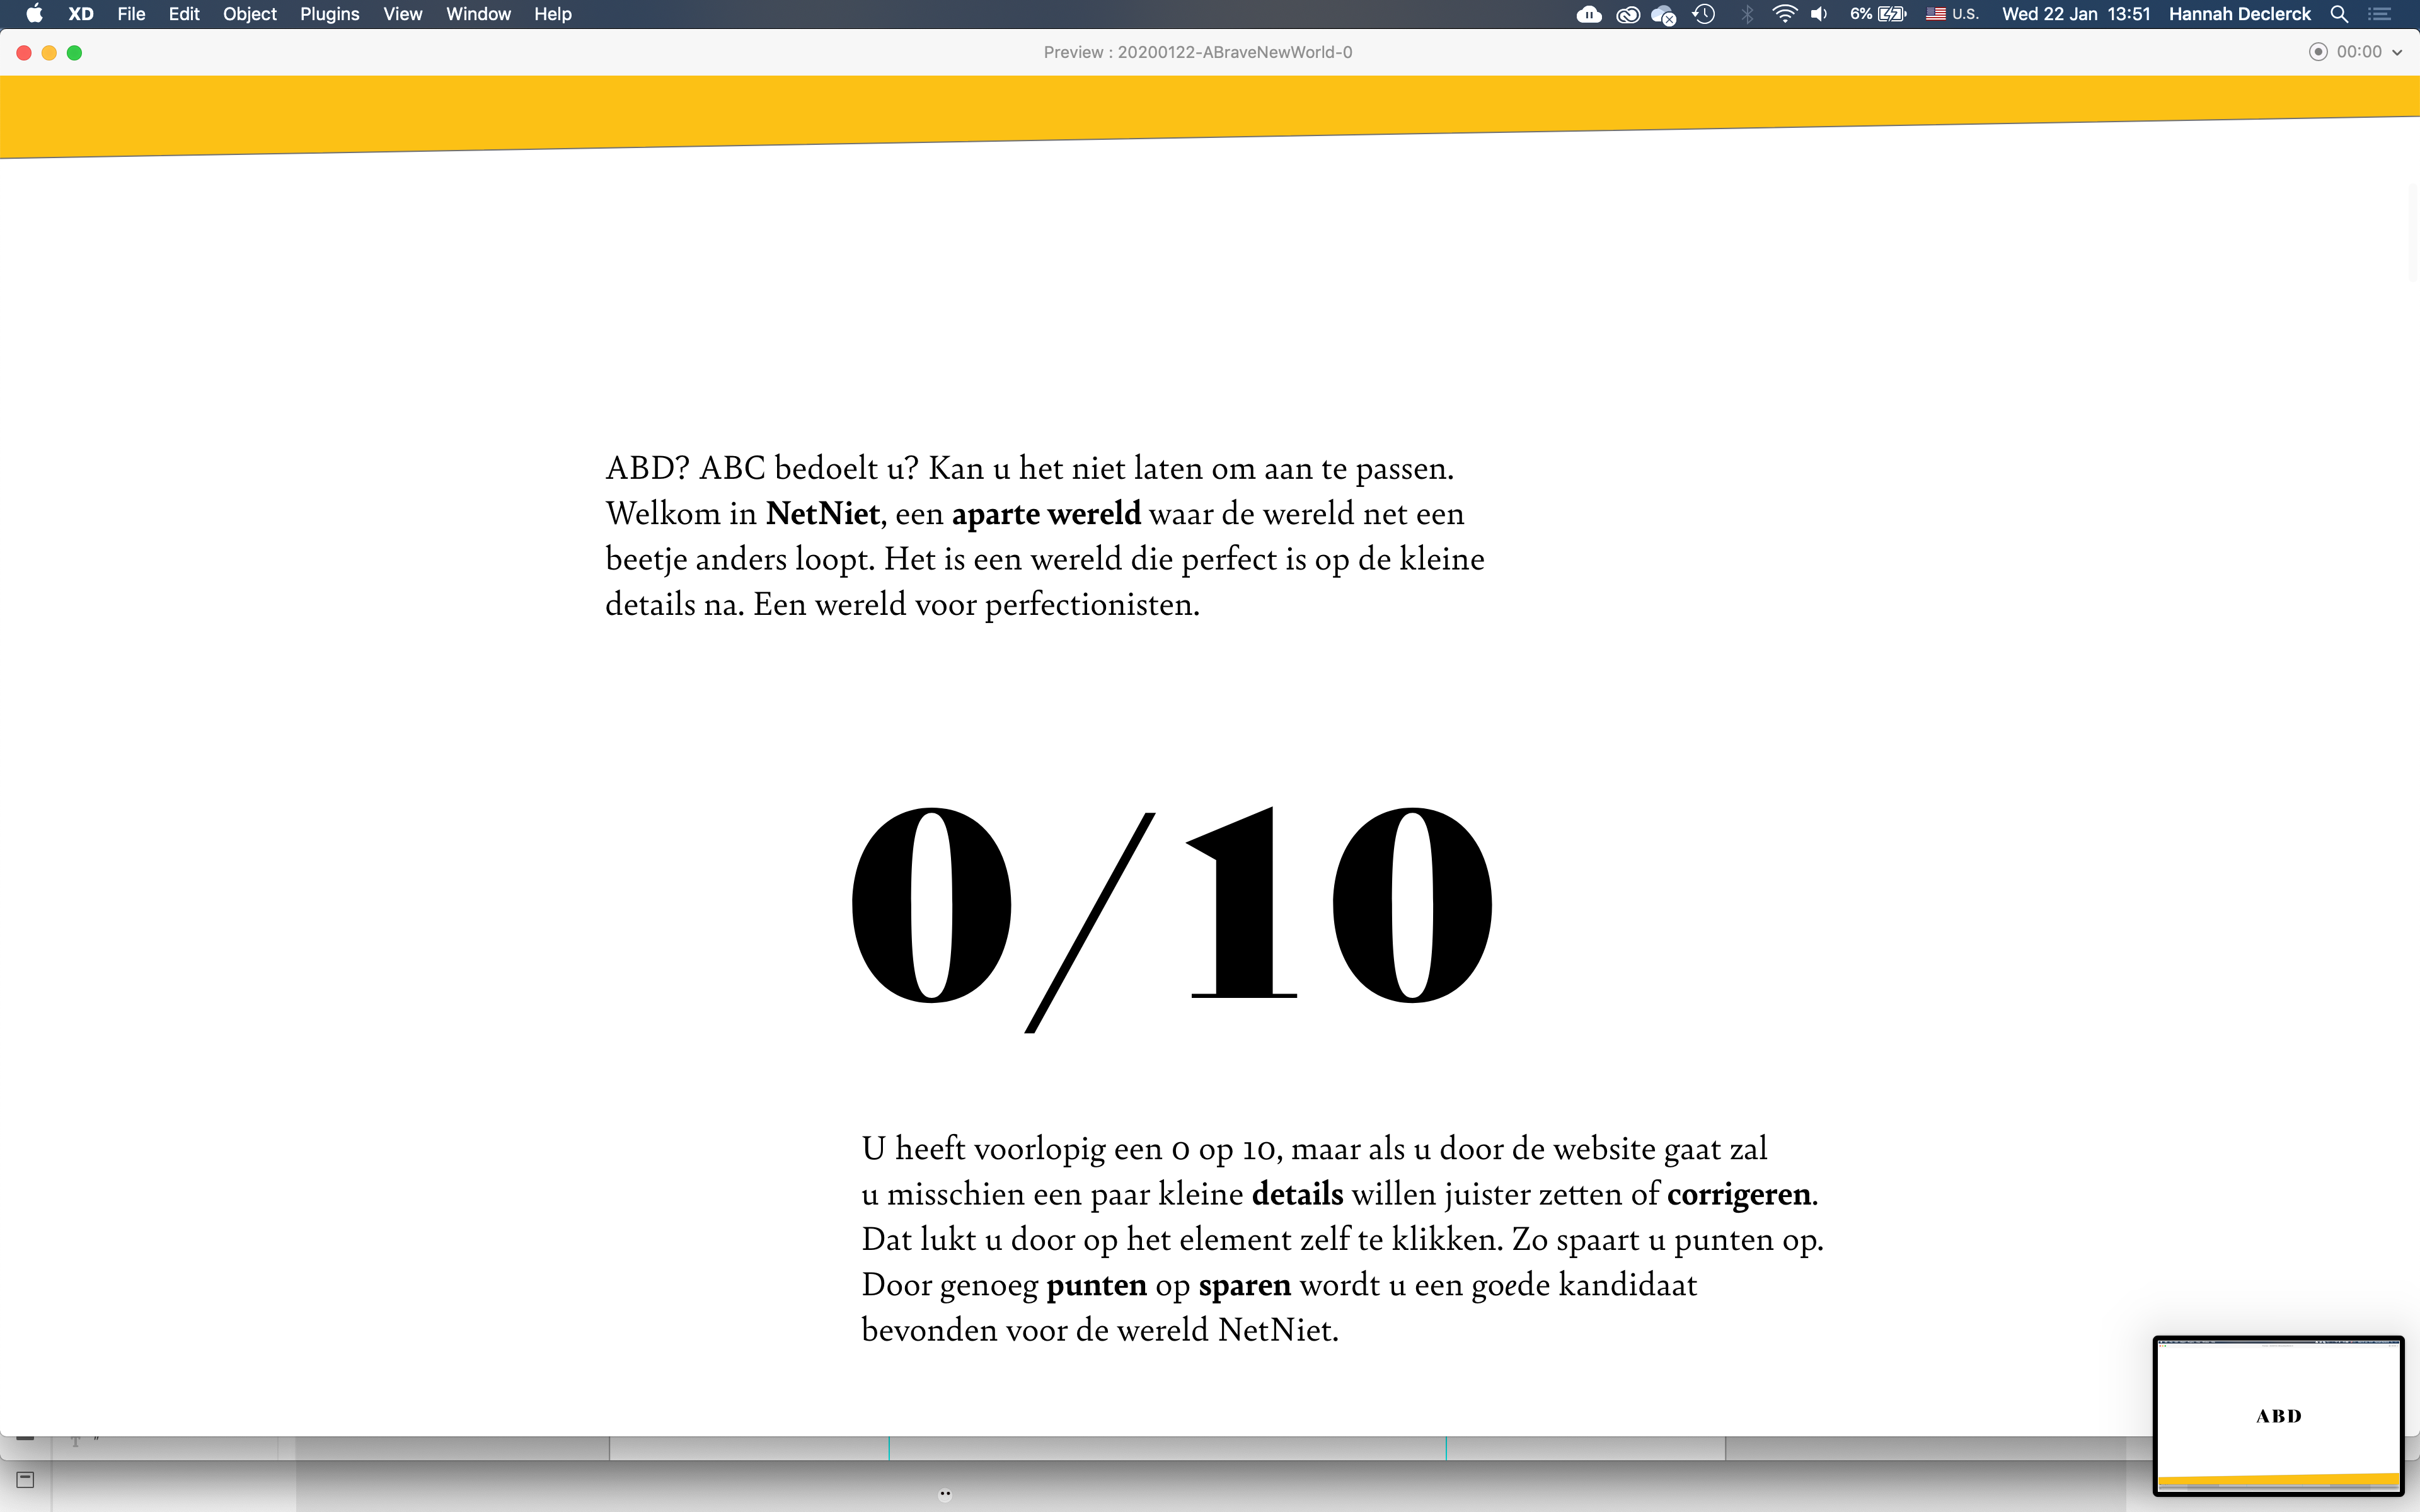 XD File Edit Object Plugins View Window Help 6% U.S. Wed 22 Jan 13:51 Hannah Declerck
Preview : 20200122-ABraveNewWorld-0 00:00
ABD? ABC bedoelt u? Kan u het niet laten om aan te passen.
Welkom in NetNiet, een aparte wereld waar de wereld net een
beetje anders loopt. Het is een wereld die perfect is op de kleine
details na. Een wereld voor perfectionisten.
0/10
U heeft voorlopig een 0 op 10, maar als u door de website gaat zal
u misschien een paar kleine details willen juister zetten of corrigeren.
Dat lukt u door op het element zelf te klikken. Zo spaart u punten op.
Door genoeg punten op sparen wordt u een goede kandidaat
bevonden voor de wereld NetNiet.
ABD